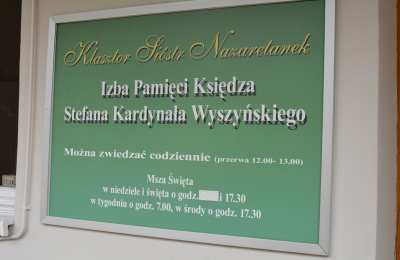 Klasztor Sióstr Nazaretanek
Izba Pamięci Księdza
Stefana Kardynała Wyszyńskiego
Można zwiedzać codziennie (przerwa 12.00- 13.00)
Msza Święta
w niedziele i święta o godz. i 17.30
w tygodniu o godz. 7.00, w środy o godz. 17.30